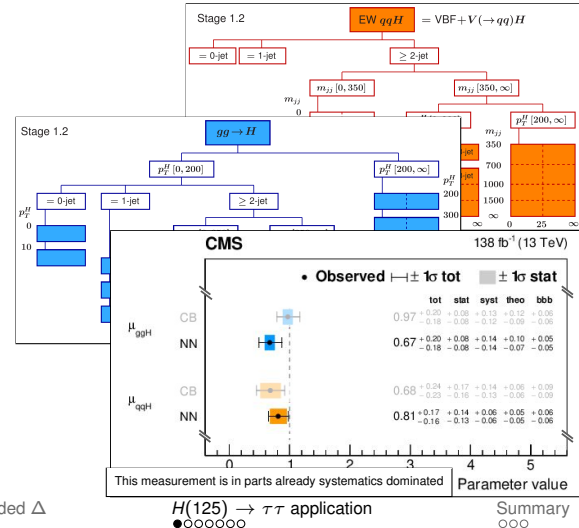 Stage 1.2
EW qqH = VBF+V(→qq)H
= 0-jet = 1-jet ≥ 2-jet
m_jj [0, 350] m_jj [350, ∞]
m_jj
0
p_T^H [200, ∞] m_jj
350
700
1000
1500
∞
0 25 ∞
Stage 1.2
gg → H
p_T^H [0, 200] p_T^H [200, ∞]
= 0-jet = 1-jet ≥ 2-jet
p_T^H
0
10
p_T^H
200
300
CMS 138 fb⁻¹ (13 TeV)
• Observed ± 1σ tot ± 1σ stat
tot stat syst theo bbb
μ_ggH
CB 0.97 +0.20 −0.18 +0.08 −0.08 +0.13 −0.11 +0.12 −0.10 +0.06 −0.06
NN 0.67 +0.20 −0.18 +0.08 −0.08 +0.14 −0.14 +0.10 −0.07 +0.05 −0.05
μ_qqH
CB 0.68 +0.24 −0.23 +0.17 −0.16 +0.14 −0.13 +0.06 −0.06 +0.09 −0.09
NN 0.81 +0.17 −0.16 +0.14 −0.13 +0.06 −0.06 +0.05 −0.05 +0.06 −0.06
0 1 2 3 4 5
This measurement is in parts already systematics dominated
Parameter value
ded Δ H(125) → ττ application Summary